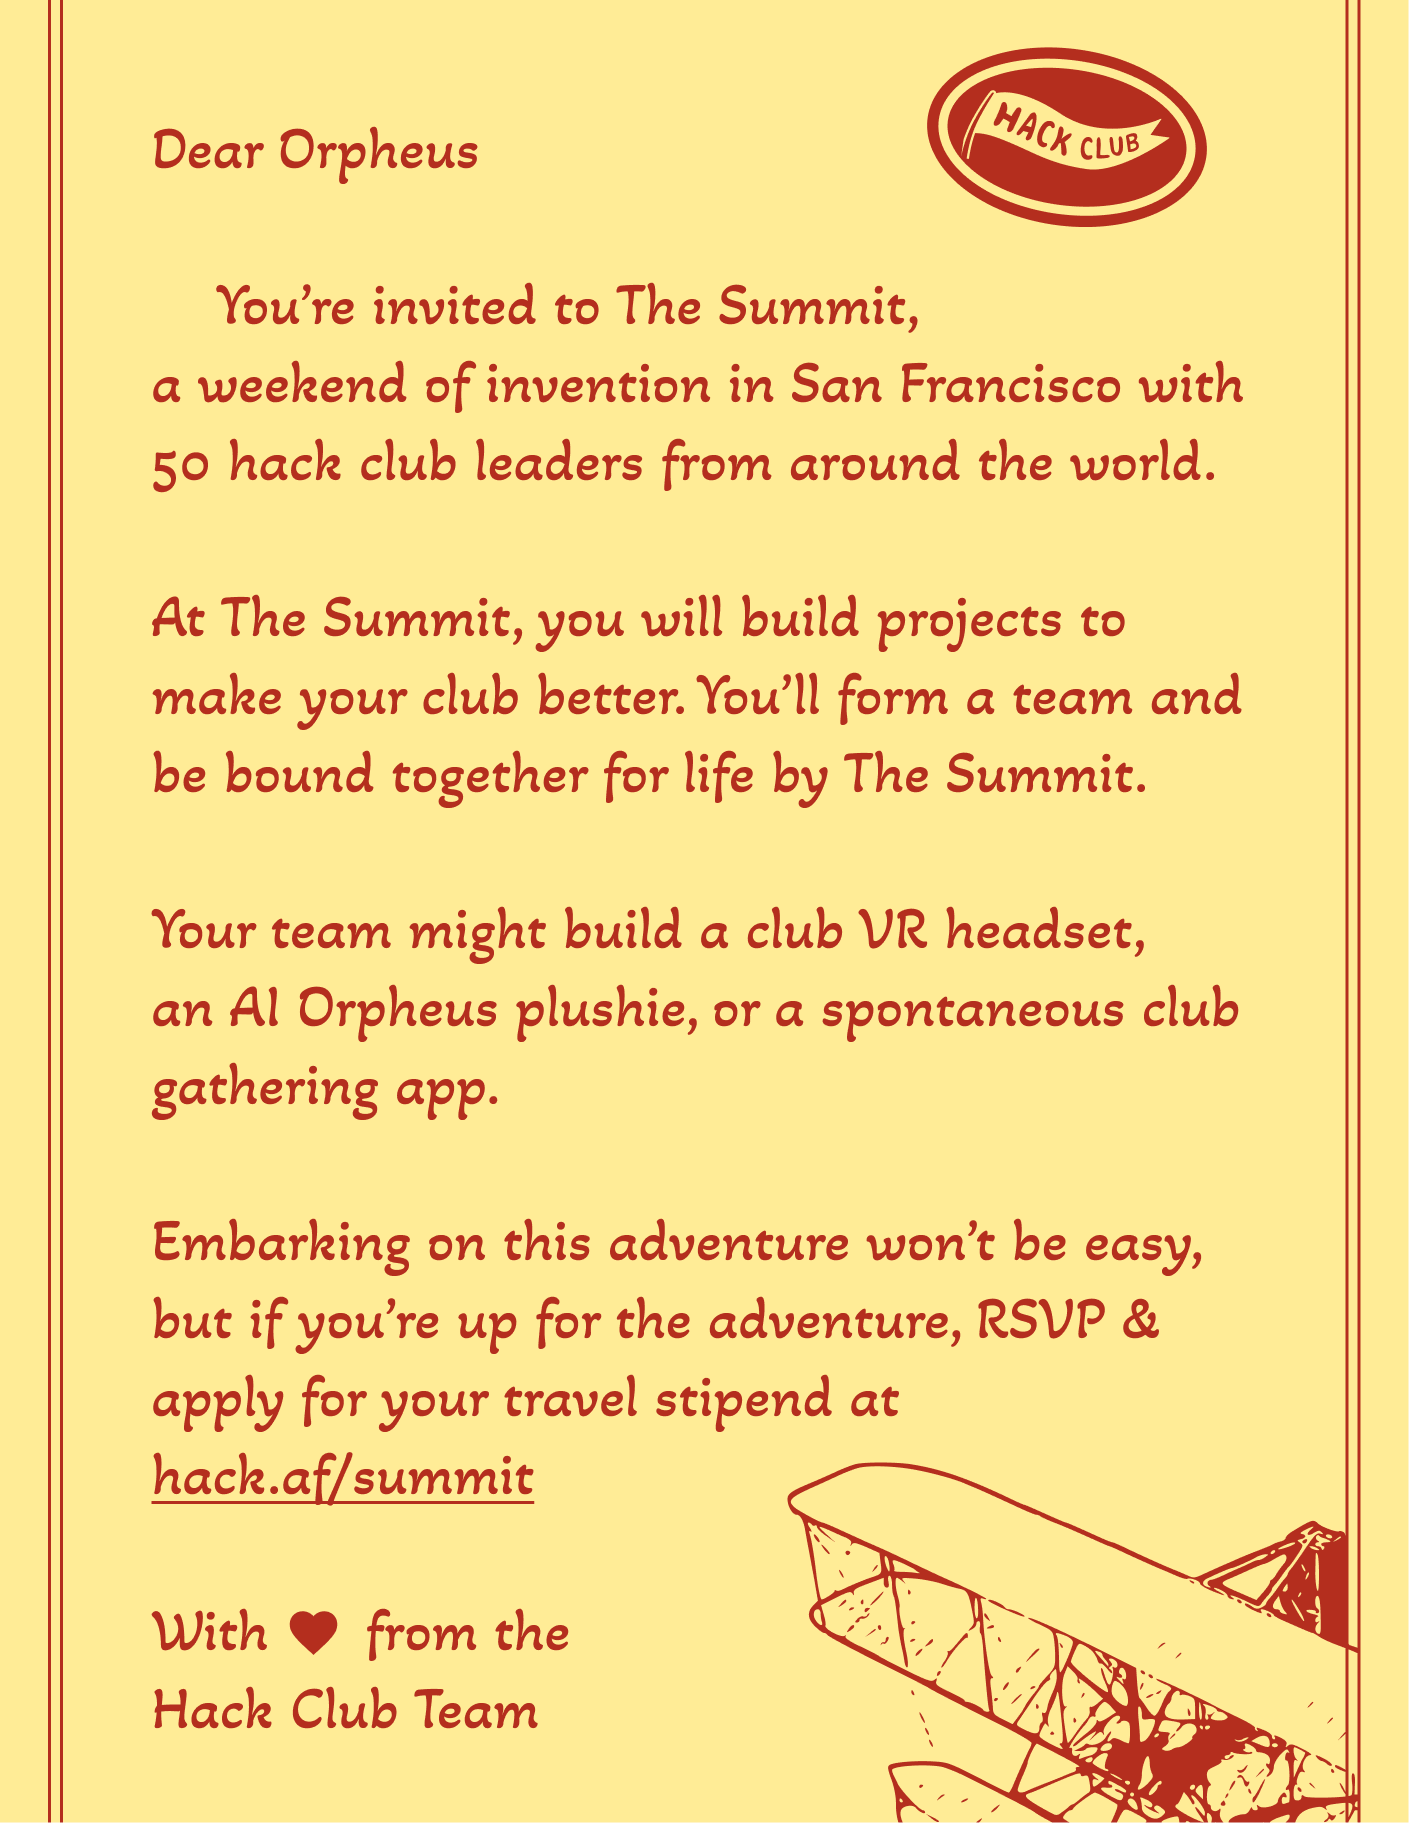 HACK CLUB
Dear Orpheus
You're invited to The Summit,
a weekend of invention in San Francisco with
50 hack club leaders from around the world.
At The Summit, you will build projects to
make your club better. You'll form a team and
be bound together for life by The Summit.
Your team might build a club VR headset,
an AI Orpheus plushie, or a spontaneous club
gathering app.
Embarking on this adventure won't be easy,
but if you're up for the adventure, RSVP &
apply for your travel stipend at
hack.af/summit
With ♥ from the
Hack Club Team